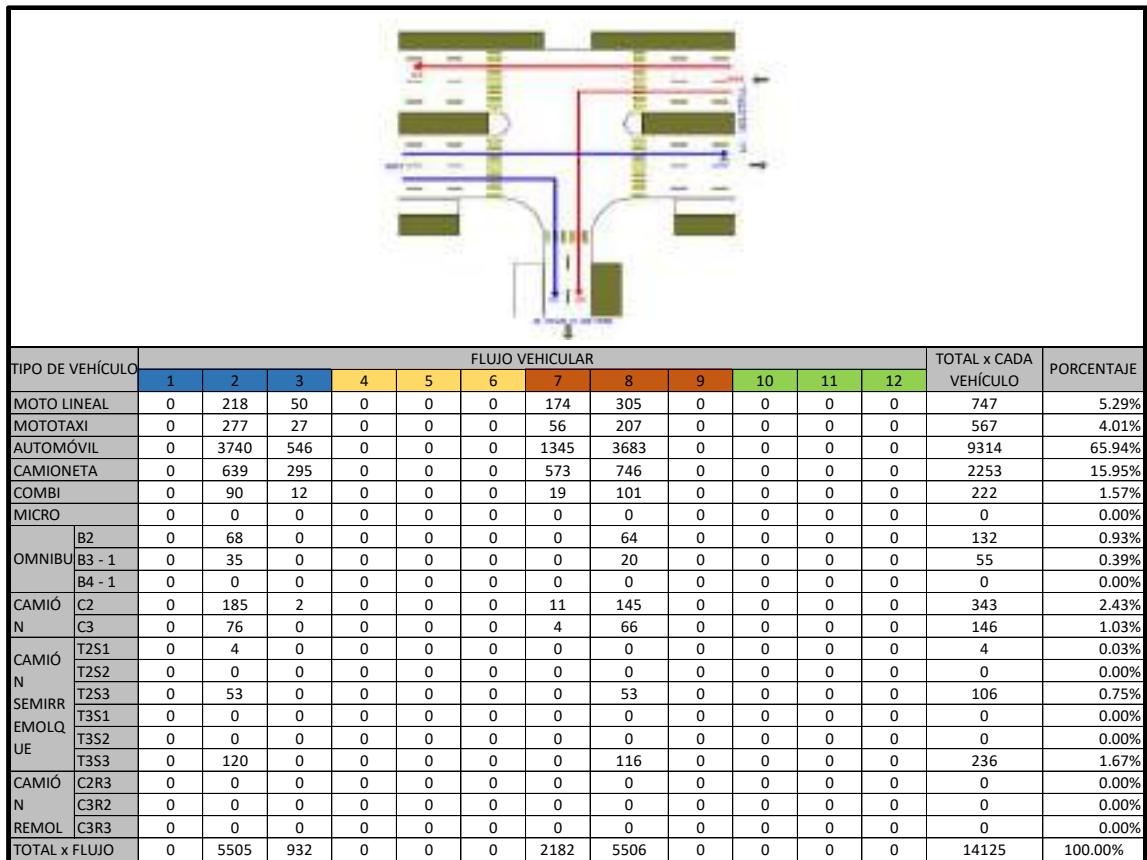 TIPO DE VEHÍCULO FLUJO VEHICULAR TOTAL x CADA VEHÍCULO PORCENTAJE
1 2 3 4 5 6 7 8 9 10 11 12
MOTO LINEAL 0 218 50 0 0 0 174 305 0 0 0 0 747 5.29%
MOTOTAXI 0 277 27 0 0 0 56 207 0 0 0 0 567 4.01%
AUTOMÓVIL 0 3740 546 0 0 0 1345 3683 0 0 0 0 9314 65.94%
CAMIONETA 0 639 295 0 0 0 573 746 0 0 0 0 2253 15.95%
COMBI 0 90 12 0 0 0 19 101 0 0 0 0 222 1.57%
MICRO 0 0 0 0 0 0 0 0 0 0 0 0 0 0.00%
OMNIBU B2 0 68 0 0 0 0 0 64 0 0 0 0 132 0.93%
B3 - 1 0 35 0 0 0 0 0 20 0 0 0 0 55 0.39%
B4 - 1 0 0 0 0 0 0 0 0 0 0 0 0 0 0.00%
CAMIÓ N C2 0 185 2 0 0 0 11 145 0 0 0 0 343 2.43%
C3 0 76 0 0 0 0 4 66 0 0 0 0 146 1.03%
CAMIÓ N SEMIRR EMOLQ UE T2S1 0 4 0 0 0 0 0 0 0 0 0 0 4 0.03%
T2S2 0 0 0 0 0 0 0 0 0 0 0 0 0 0.00%
T2S3 0 53 0 0 0 0 0 53 0 0 0 0 106 0.75%
T3S1 0 0 0 0 0 0 0 0 0 0 0 0 0 0.00%
T3S2 0 0 0 0 0 0 0 0 0 0 0 0 0 0.00%
T3S3 0 120 0 0 0 0 0 116 0 0 0 0 236 1.67%
CAMIÓ N REMOL C2R3 0 0 0 0 0 0 0 0 0 0 0 0 0 0.00%
C3R2 0 0 0 0 0 0 0 0 0 0 0 0 0 0.00%
C3R3 0 0 0 0 0 0 0 0 0 0 0 0 0 0.00%
TOTAL x FLUJO 0 5505 932 0 0 0 2182 5506 0 0 0 0 14125 100.00%